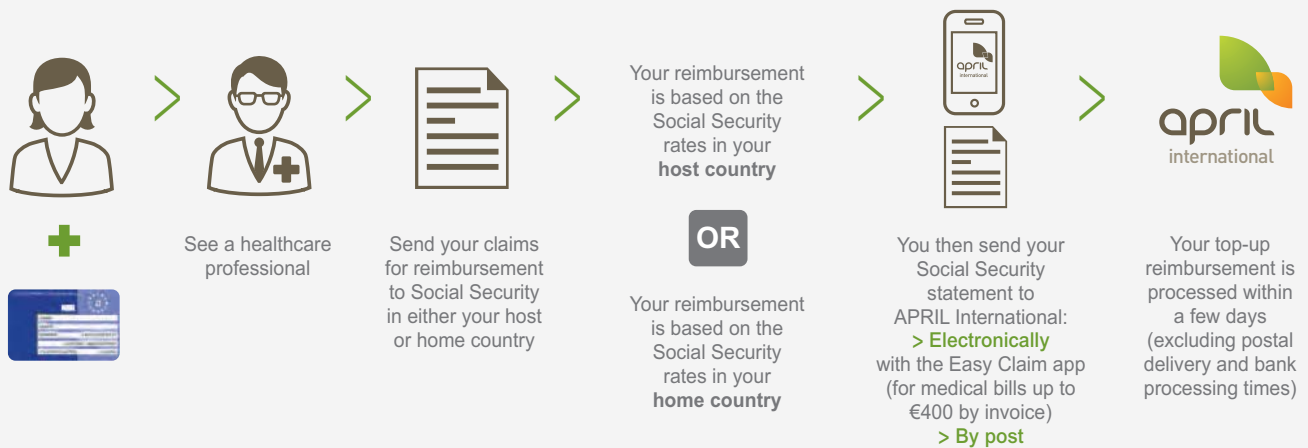 See a healthcare
professional
Send your claims
for reimbursement
to Social Security
in either your host
or home country
Your reimbursement
is based on the
Social Security
rates in your
host country
OR
Your reimbursement
is based on the
Social Security
rates in your
home country
april
international
You then send your
Social Security
statement to
APRIL International:
> Electronically
with the Easy Claim app
(for medical bills up to
€400 by invoice)
> By post
april
international
Your top-up
reimbursement is
processed within
a few days
(excluding postal
delivery and bank
processing times)